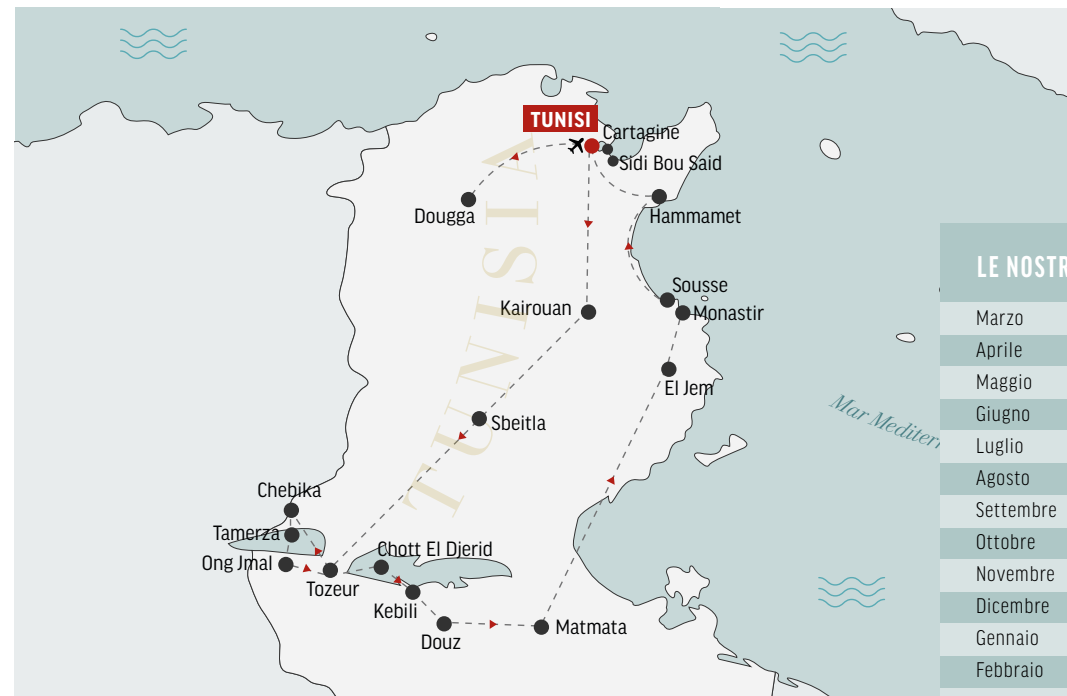 TUNISI
Cartagine
Sidi Bou Said
Dougga
Hammamet
TUNISIA
Kairouan
Sousse
Monastir
El Jem
Sbeitla
Chebika
Tamerza
Ong Jmal
Tozeur
Chott El Djerid
Kebili
Douz
Matmata
Mar Mediterr
LE NOSTR
Marzo
Aprile
Maggio
Giugno
Luglio
Agosto
Settembre
Ottobre
Novembre
Dicembre
Gennaio
Febbraio